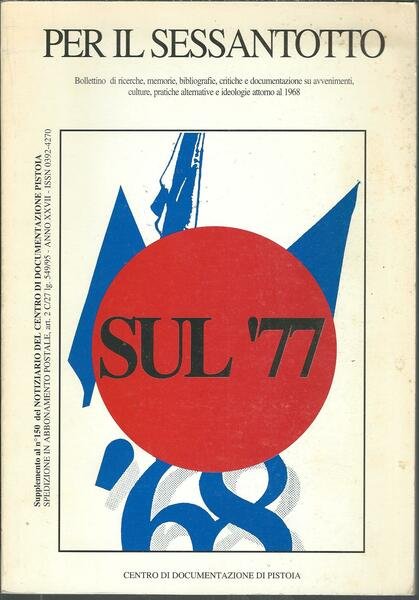 PER IL SESSANTOTTO
Bollettino di ricerche, memorie, bibliografie, critiche e documentazione su avvenimenti,
culture, pratiche alternative e ideologie attorno al 1968
Supplemento al n°150 del NOTIZIARIO DEL CENTRO DI DOCUMENTAZIONE PISTOIA
SPEDIZIONE IN ABBONAMENTO POSTALE, art. 2 C/27 lg. 549/95 - ANNO XXVII - ISSN 0392-4270
SUL '77
'68
CENTRO DI DOCUMENTAZIONE DI PISTOIA